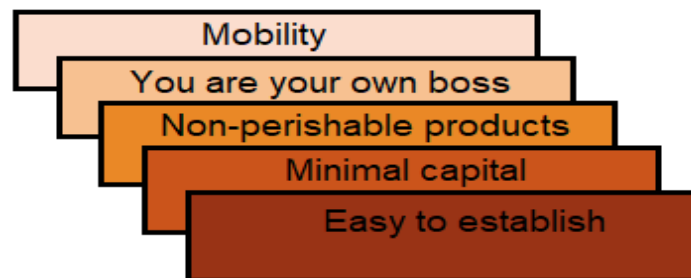 Mobility
You are your own boss
Non-perishable products
Minimal capital
Easy to establish